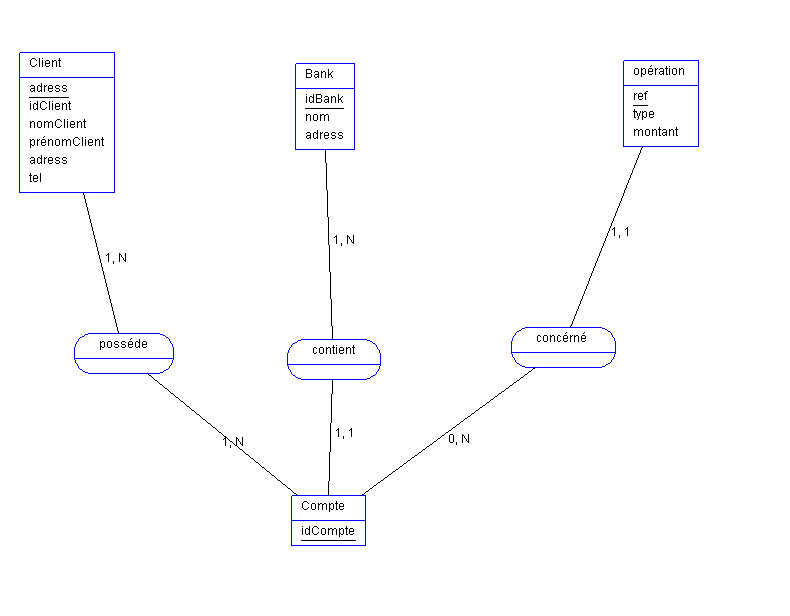 Client
adress
idClient
nomClient
prénomClient
adress
tel
Bank
idBank
nom
adress
opération
ref
type
montant
1, N
1, N
1, 1
posséde
contient
concérné
1, N
1, 1
0, N
Compte
idCompte